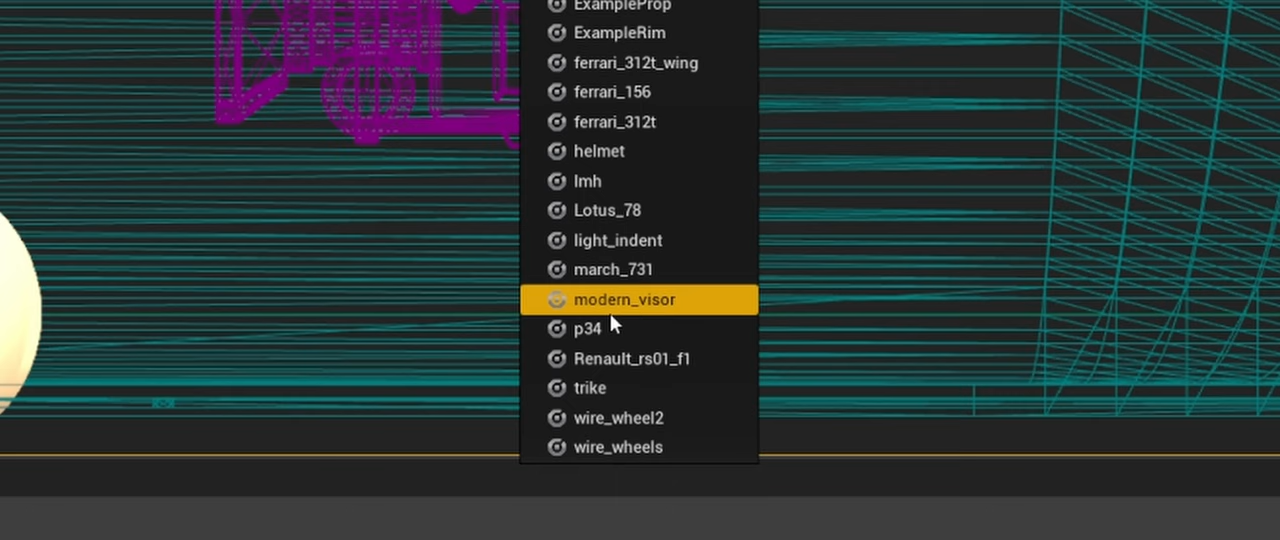 ExampleProp
ExampleRim
ferrari_312t_wing
ferrari_156
ferrari_312t
helmet
lmh
Lotus_78
light_indent
march_731
modern_visor
p34
Renault_rs01_f1
trike
wire_wheel2
wire_wheels